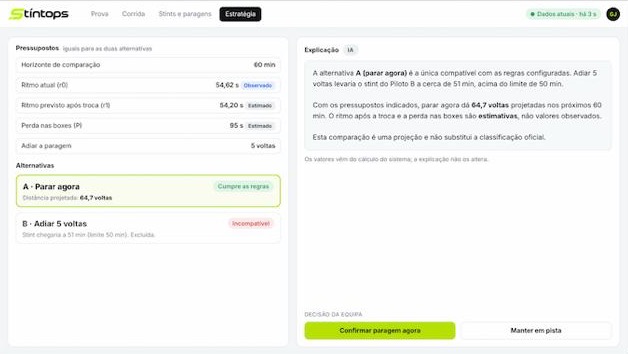 Stíntops
Prova Corrida Stints e paragens Estratégia
Dados atuais · há 3 s
SJ
Pressupostos iguais para as duas alternativas
Horizonte de comparação 60 min
Ritmo atual (r0) 54,62 s Observado
Ritmo previsto após troca (r1) 54,20 s Estimado
Perda nas boxes (P) 95 s Estimado
Adiar a paragem 5 voltas
Alternativas
A · Parar agora Cumpre as regras
Distância projetada: 64,7 voltas
B · Adiar 5 voltas Incompatível
Stint chegaria a 51 min (limite 50 min). Excluída.
Explicação IA
A alternativa A (parar agora) é a única compatível com as regras configuradas. Adiar 5
voltas levaria o stint do Piloto B a cerca de 51 min, acima do limite de 50 min.
Com os pressupostos indicados, parar agora dá 64,7 voltas projetadas nos próximos 60
min. O ritmo após a troca e a perda nas boxes são estimativas, não valores observados.
Esta comparação é uma projeção e não substitui a classificação oficial.
Os valores vêm do cálculo do sistema; a explicação não os altera.
DECISÃO DA EQUIPA
Confirmar paragem agora
Manter em pista